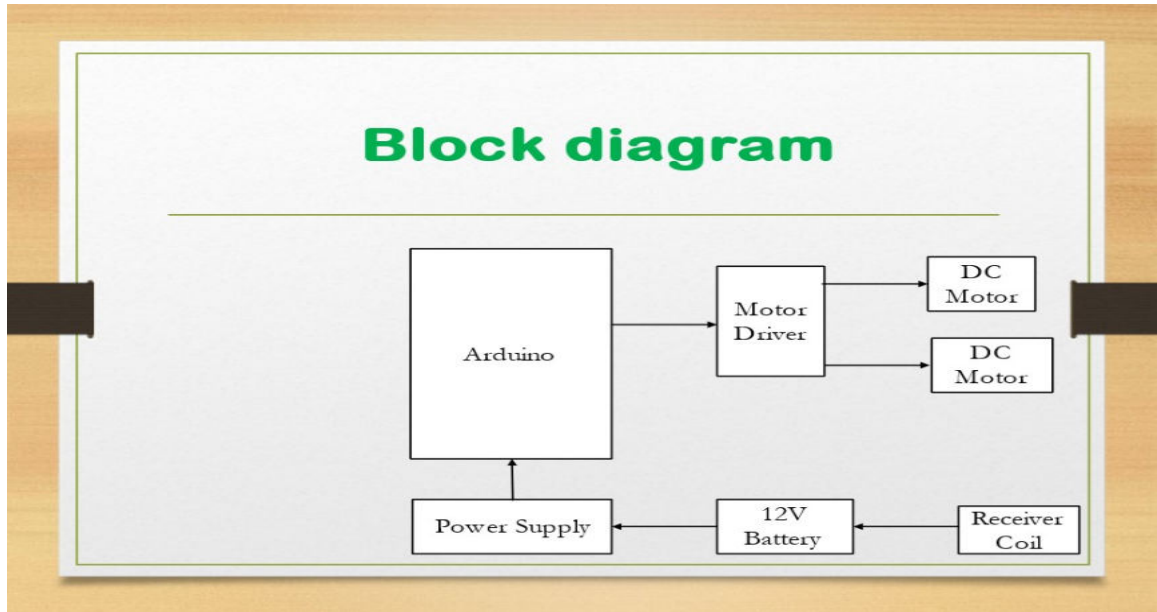 Block diagram
Arduino
Motor
Driver
DC
Motor
DC
Motor
Power Supply
12V
Battery
Receiver
Coil